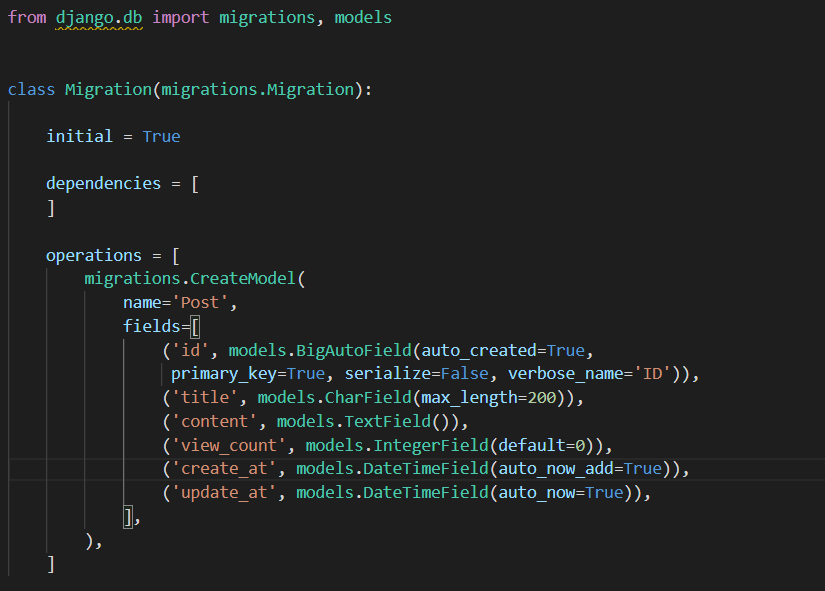 from django.db import migrations, models
class Migration(migrations.Migration):
    initial = True
    dependencies = [
    ]
    operations = [
        migrations.CreateModel(
            name='Post',
            fields=[
                ('id', models.BigAutoField(auto_created=True,
                 primary_key=True, serialize=False, verbose_name='ID')),
                ('title', models.CharField(max_length=200)),
                ('content', models.TextField()),
                ('view_count', models.IntegerField(default=0)),
                ('create_at', models.DateTimeField(auto_now_add=True)),
                ('update_at', models.DateTimeField(auto_now=True)),
            ],
        ),
    ]